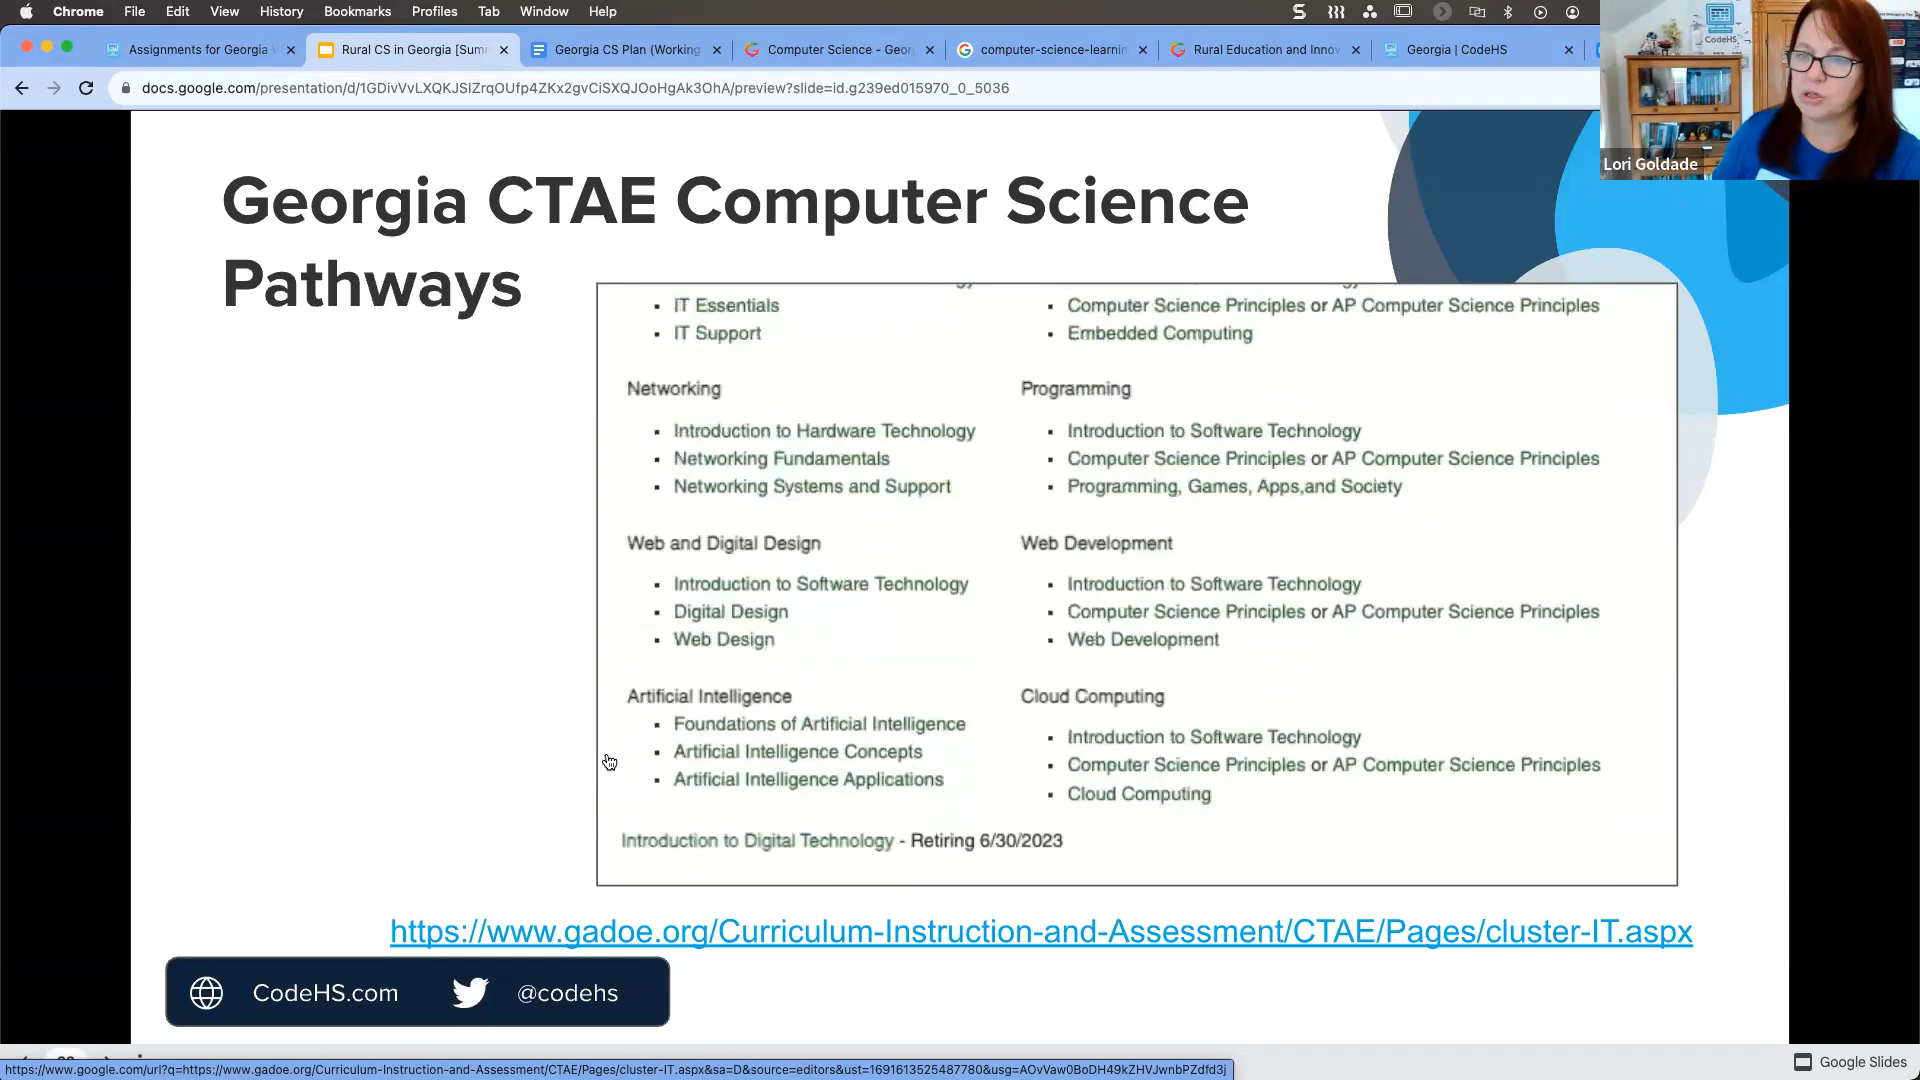 Chrome File Edit View History Bookmarks Profiles Tab Window Help
Assignments for Georgia
Rural CS in Georgia [Sum
Georgia CS Plan (Working
Computer Science - Geor
computer-science-learnin
Rural Education and Innov
Georgia | CodeHS
docs.google.com/presentation/d/1GDivVvLXQKJSIZrqOUfp4ZKx2gvCiSXQJOoHgAk3OhA/preview?slide=id.g239ed015970_0_5036
CodeHS
Lori Goldade
Georgia CTAE Computer Science
Pathways
IT Essentials
IT Support
Computer Science Principles or AP Computer Science Principles
Embedded Computing
Networking
Introduction to Hardware Technology
Networking Fundamentals
Networking Systems and Support
Programming
Introduction to Software Technology
Computer Science Principles or AP Computer Science Principles
Programming, Games, Apps,and Society
Web and Digital Design
Introduction to Software Technology
Digital Design
Web Design
Web Development
Introduction to Software Technology
Computer Science Principles or AP Computer Science Principles
Web Development
Artificial Intelligence
Foundations of Artificial Intelligence
Artificial Intelligence Concepts
Artificial Intelligence Applications
Cloud Computing
Introduction to Software Technology
Computer Science Principles or AP Computer Science Principles
Cloud Computing
Introduction to Digital Technology - Retiring 6/30/2023
https://www.gadoe.org/Curriculum-Instruction-and-Assessment/CTAE/Pages/cluster-IT.aspx
CodeHS.com @codehs
Google Slides
https://www.google.com/url?q=https://www.gadoe.org/Curriculum-Instruction-and-Assessment/CTAE/Pages/cluster-IT.aspx&sa=D&source=editors&ust=1691613525487780&usg=AOvVaw0BoDH49kZHVJwnbPZdfd3j